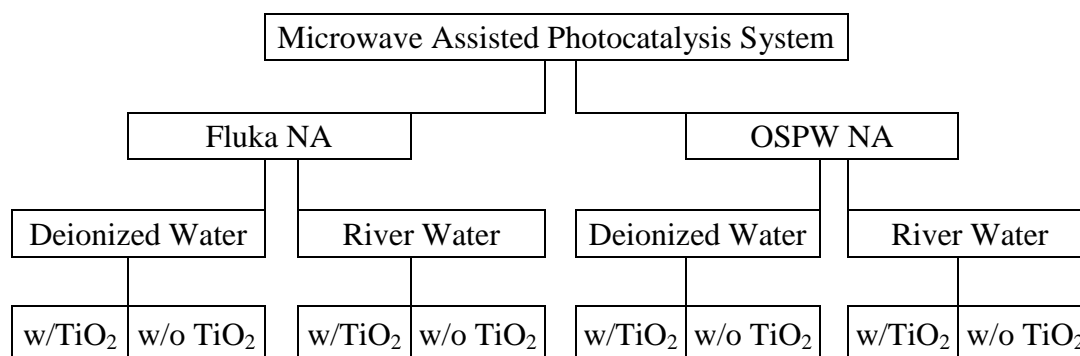 Microwave Assisted Photocatalysis System
Fluka NA
OSPW NA
Deionized Water
River Water
Deionized Water
River Water
w/TiO₂
w/o TiO₂
w/TiO₂
w/o TiO₂
w/TiO₂
w/o TiO₂
w/TiO₂
w/o TiO₂